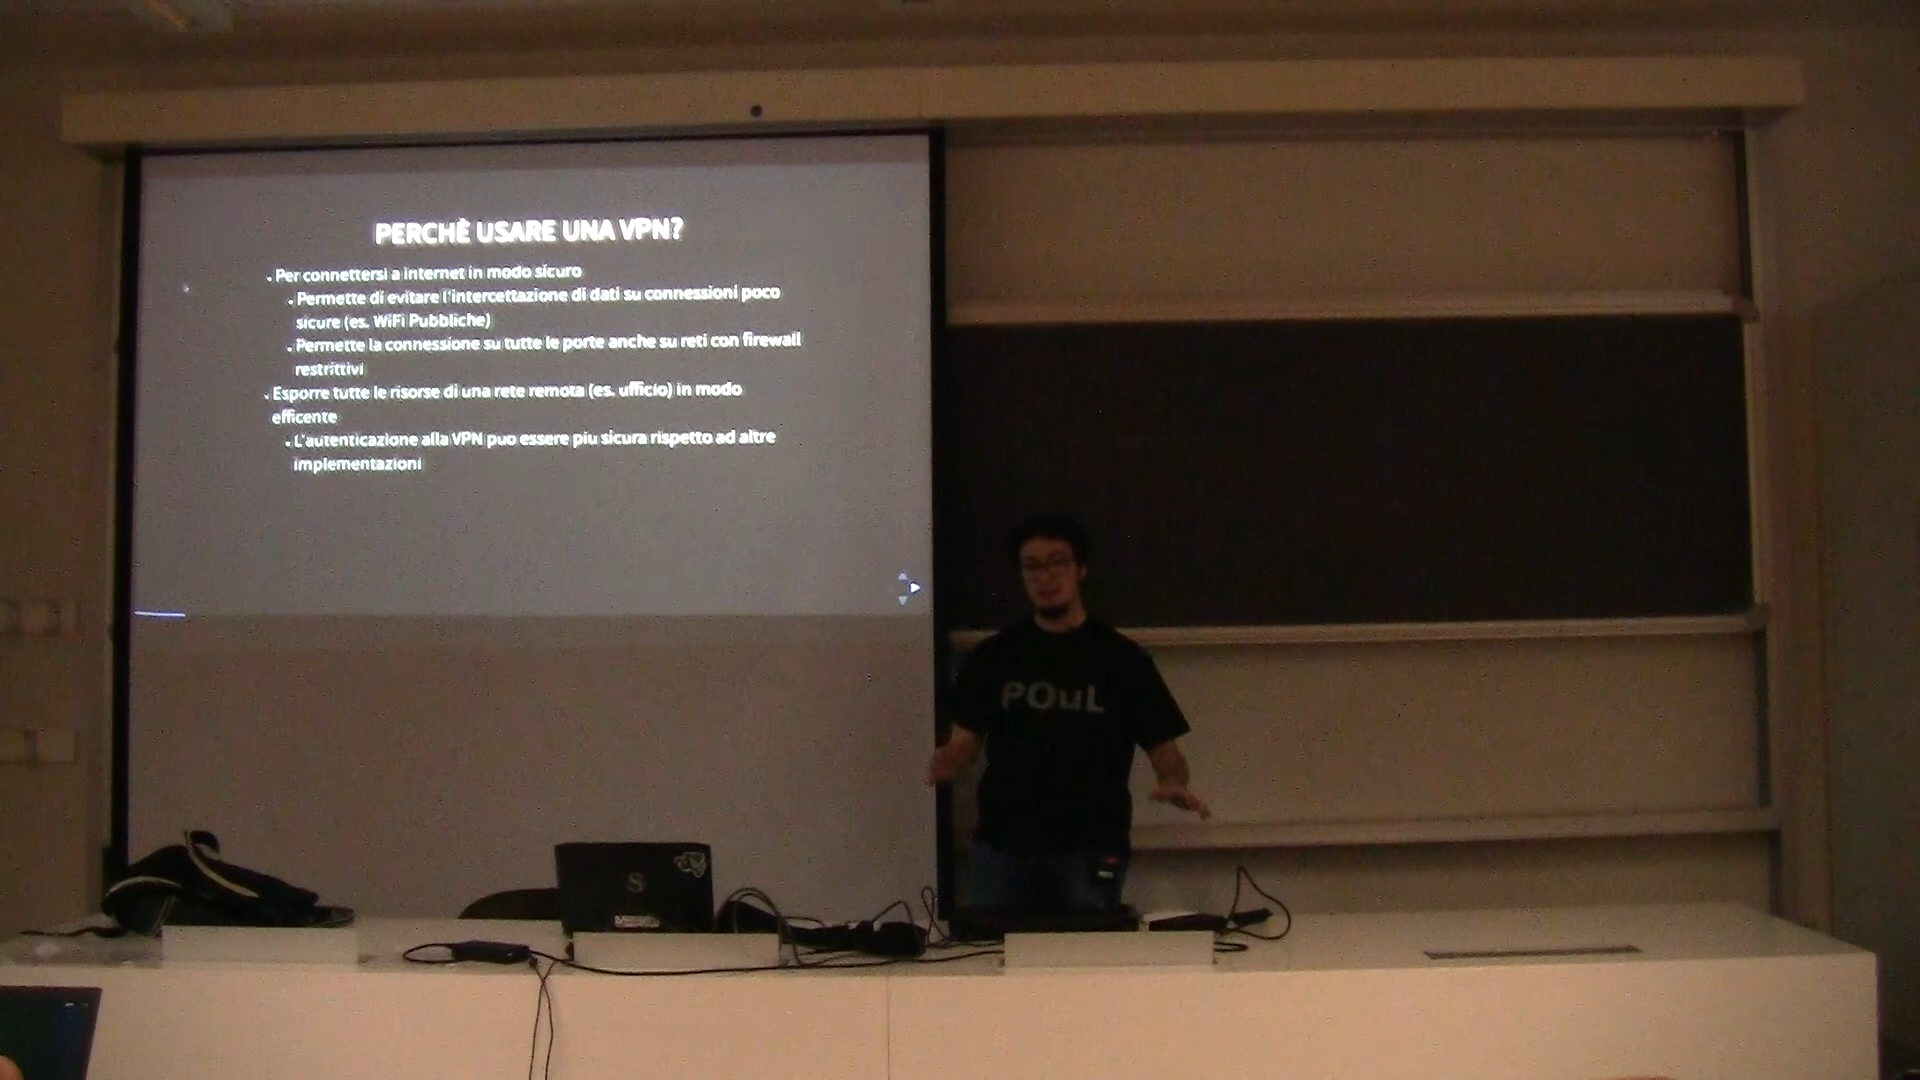 PERCHÈ USARE UNA VPN?
Per connettersi a internet in modo sicuro
Permette di evitare l'intercettazione di dati su connessioni poco
sicure (es. WiFi Pubbliche)
Permette la connessione su tutte le porte anche su reti con firewall
restrittivi
Esporre tutte le risorse di una rete remota (es. ufficio) in modo
efficente
L'autenticazione alla VPN puo essere piu sicura rispetto ad altre
implementazioni
POuL
S